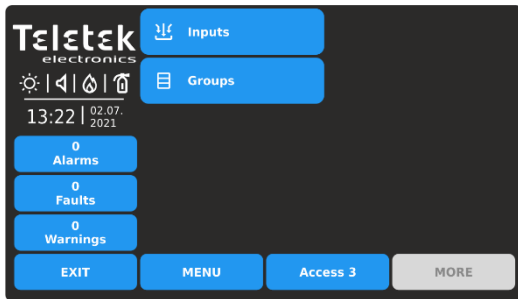 Teletek
electronics
13:22
02.07.
2021
Inputs
Groups
0
Alarms
0
Faults
0
Warnings
EXIT
MENU
Access 3
MORE